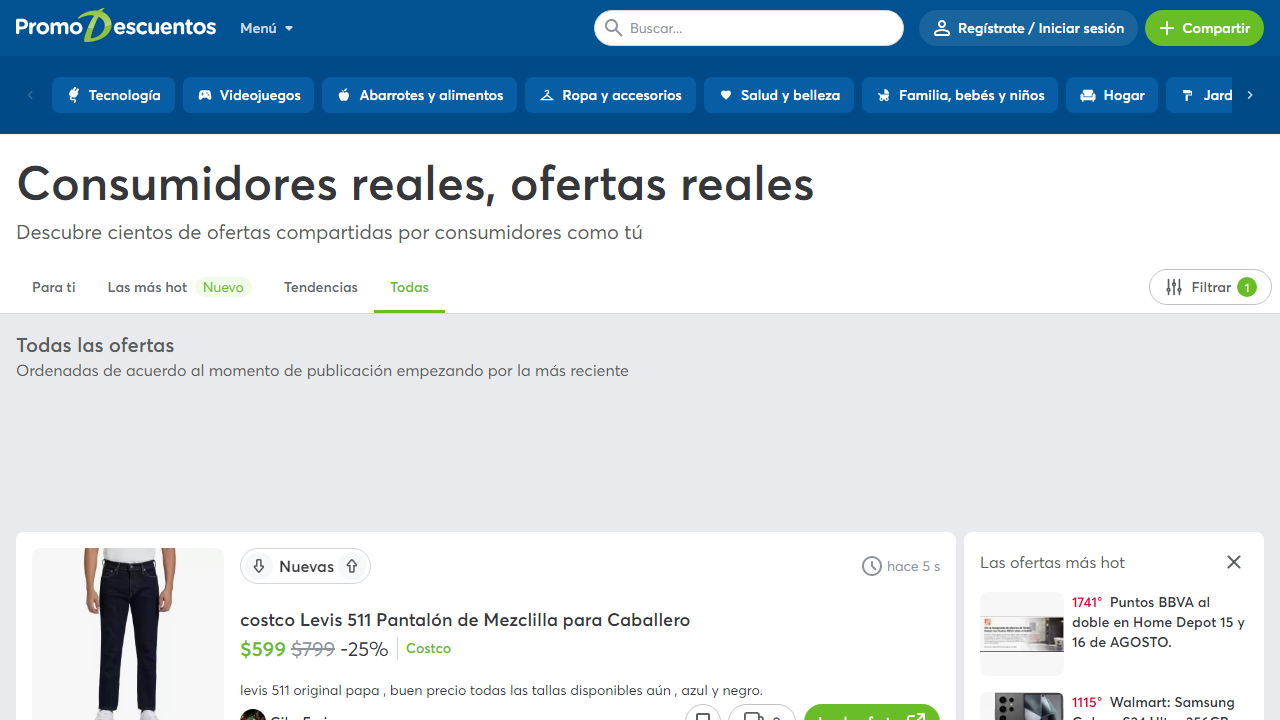 PromoDescuentos
Menú
Buscar...
Regístrate / Iniciar sesión
Compartir
Tecnología
Videojuegos
Abarrotes y alimentos
Ropa y accesorios
Salud y belleza
Familia, bebés y niños
Hogar
Jard
Consumidores reales, ofertas reales
Descubre cientos de ofertas compartidas por consumidores como tú
Para ti
Las más hot Nuevo
Tendencias
Todas
Filtrar 1
Todas las ofertas
Ordenadas de acuerdo al momento de publicación empezando por la más reciente
Nuevas
hace 5 s
costco Levis 511 Pantalón de Mezclilla para Caballero
$599 $799 -25% Costco
levis 511 original papa , buen precio todas las tallas disponibles aún , azul y negro.
Las ofertas más hot
1741° Puntos BBVA al
doble en Home Depot 15 y
16 de AGOSTO.
1115° Walmart: Samsung